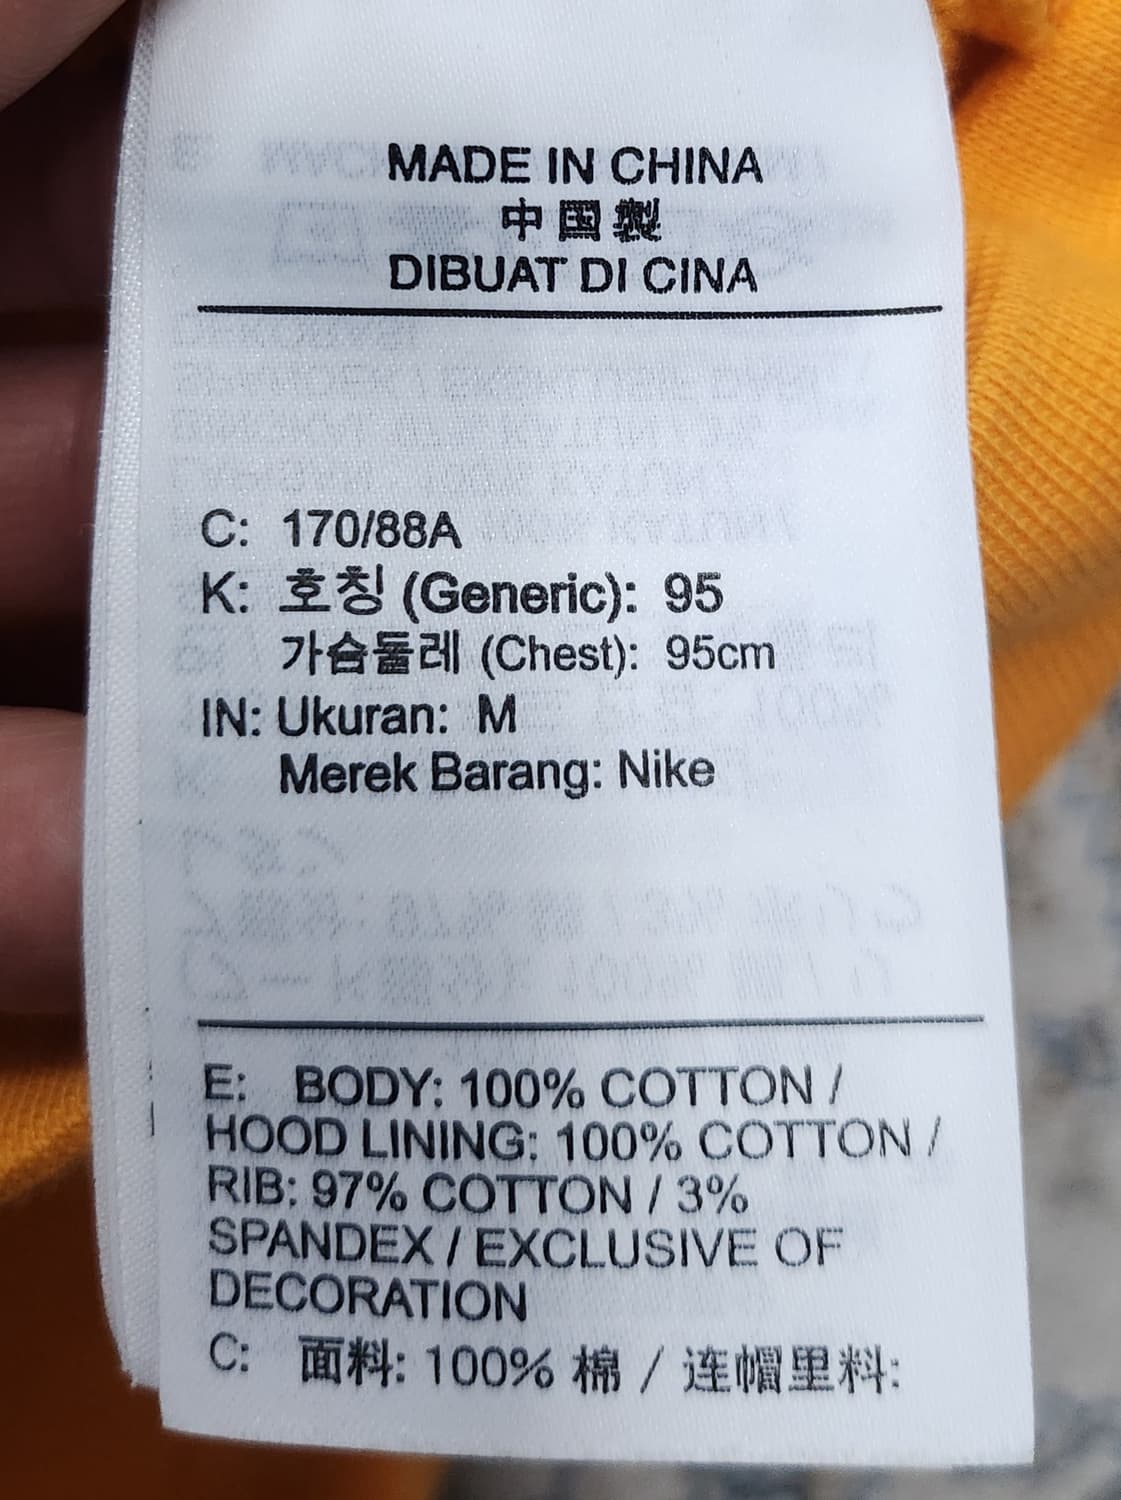 MADE IN CHINA
中国製
DIBUAT DI CINA
C: 170/88A
K: 호칭 (Generic): 95
가슴둘레 (Chest): 95cm
IN: Ukuran: M
Merek Barang: Nike
E: BODY: 100% COTTON /
HOOD LINING: 100% COTTON /
RIB: 97% COTTON / 3%
SPANDEX / EXCLUSIVE OF
DECORATION
C: 面料: 100% 棉 / 连帽里料: